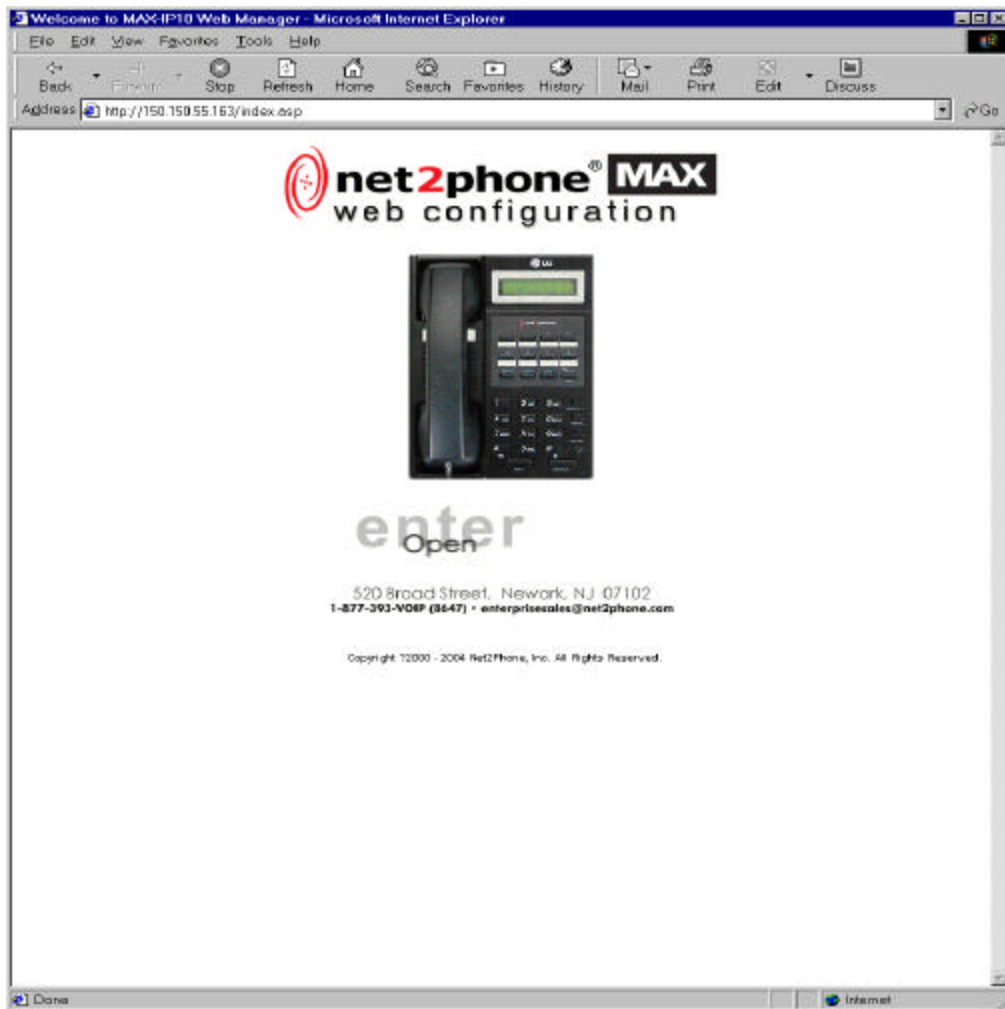 Welcome to MAX-IP10 Web Manager - Microsoft Internet Explorer
File Edit View Favorites Tools Help
Back Forward Stop Refresh Home Search Favorites History Mail Print Edit Discuss
Address http://150.150.55.163/index.asp Go
net2phone® MAX
web configuration
LG
enter
Open
520 Broad Street, Newark, NJ 07102
1-877-393-VOIP (8647) • enterprisesales@net2phone.com
Copyright ?2000 - 2004 Net2Phone, Inc. All Rights Reserved.
Done Internet